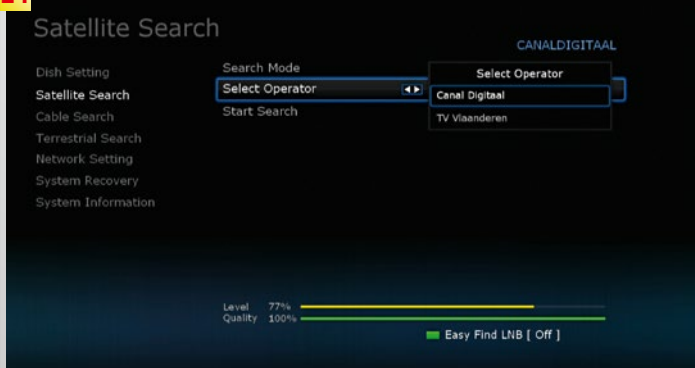 Satellite Search
CANALDIGITAAL
Dish Setting
Satellite Search
Cable Search
Terrestrial Search
Network Setting
System Recovery
System Information
Search Mode
Select Operator
Start Search
Select Operator
Canal Digitaal
TV Vlaanderen
Level 77%
Quality 100%
Easy Find LNB [ Off ]